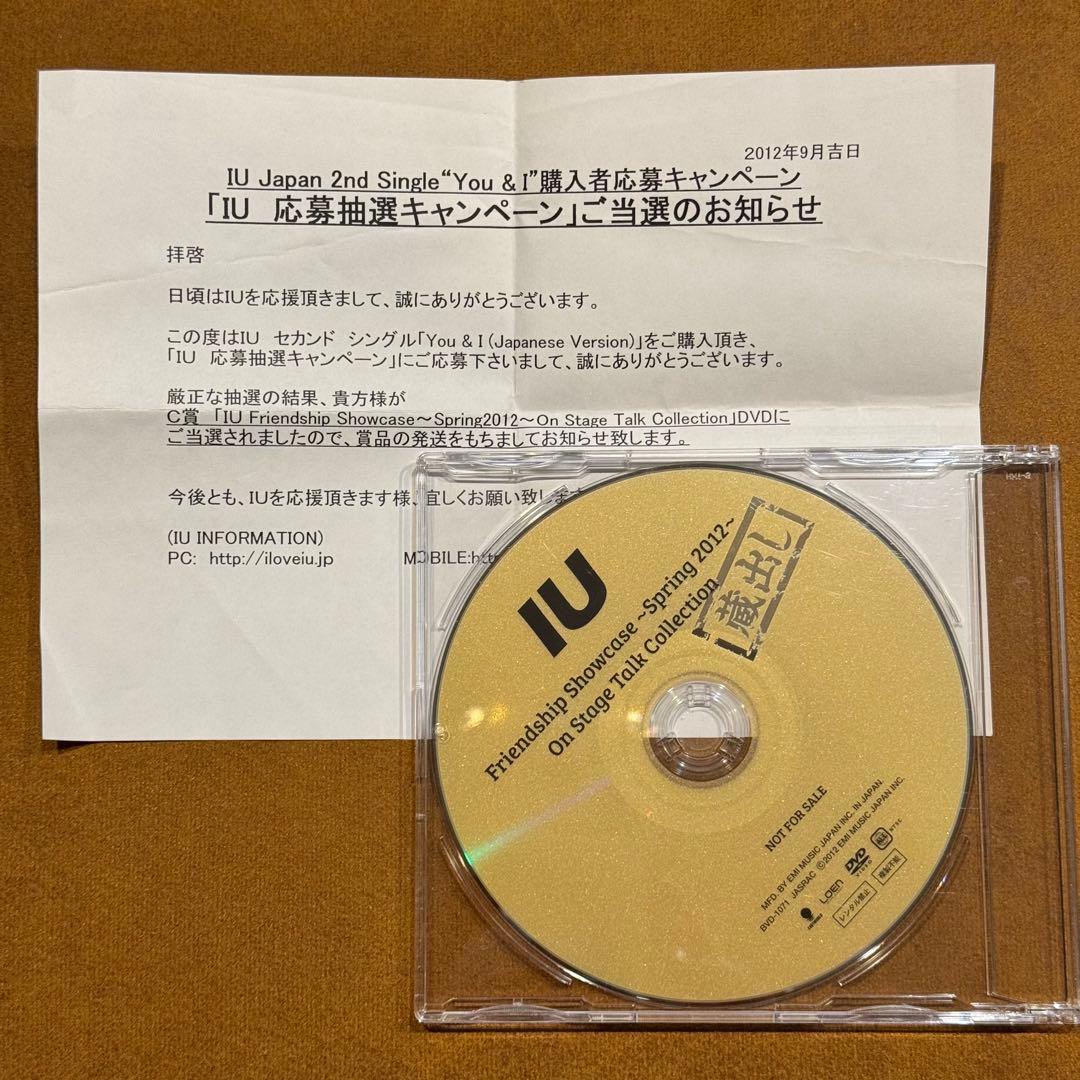 2012年9月吉日
IU Japan 2nd Single“You & I”購入者応募キャンペーン
「IU 応募抽選キャンペーン」ご当選のお知らせ
拝啓
日頃はIUを応援頂きまして、誠にありがとうございます。
この度はIU セカンド シングル「You & I (Japanese Version)」をご購入頂き、
「IU 応募抽選キャンペーン」にご応募下さいまして、誠にありがとうございます。
厳正な抽選の結果、貴方様が
C賞 「IU Friendship Showcase～Spring2012～On Stage Talk Collection」DVDに
ご当選されましたので、賞品の発送をもちましてお知らせ致します。
今後とも、IUを応援頂きます様、宜しくお願い致します
(IU INFORMATION)
PC: http://iloveiu.jp MOBILE:htt
IU
Friendship Showcase ~Spring 2012~
On Stage Talk Collection
蔵出し
NOT FOR SALE
MFD. BY EMI MUSIC JAPAN INC. IN JAPAN.
BVD-1071 JASRAC ©2012 EMI MUSIC JAPAN INC.
LOEN
DVD
VIDEO
NTSC
レンタル禁止
複製不能